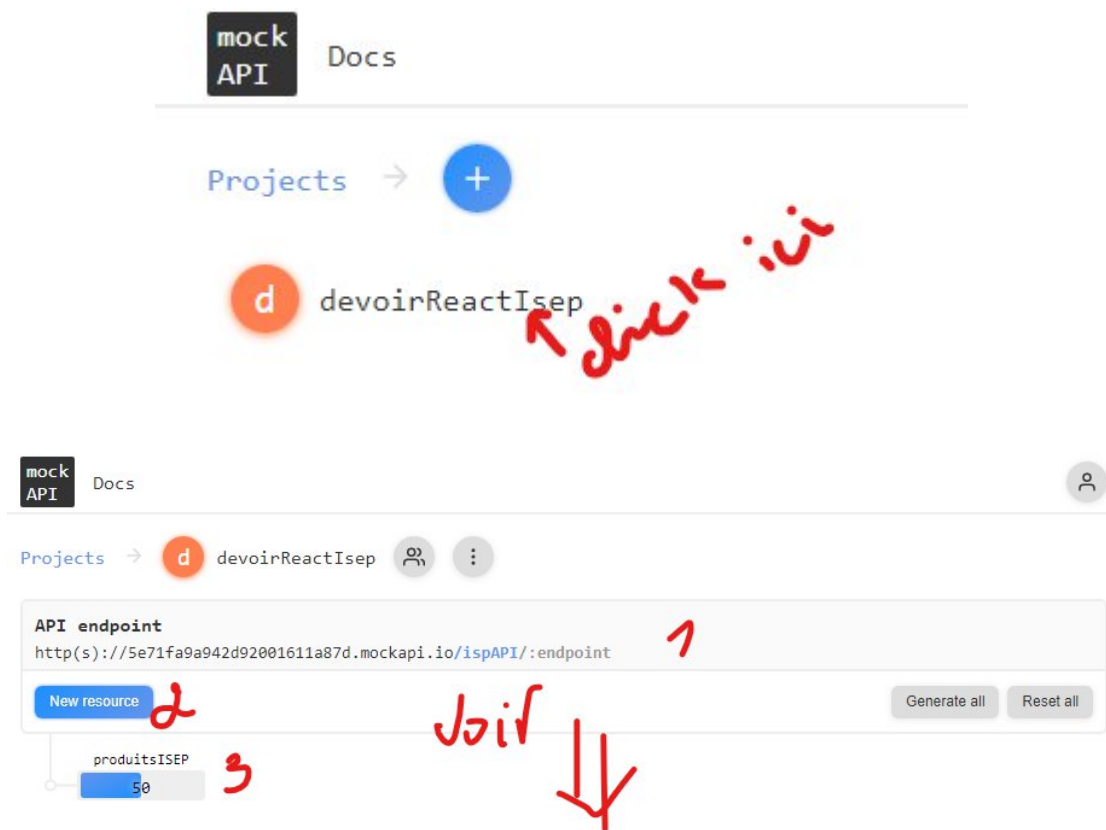 mock
API
Docs
Projects
devoirReactIsep
click ici
mock
API
Docs
Projects
d
devoirReactIsep
API endpoint
http(s)://5e71fa9a942d92001611a87d.mockapi.io/ispAPI/:endpoint
1
New resource
2
Generate all
Reset all
voir
produitsISEP
50
3